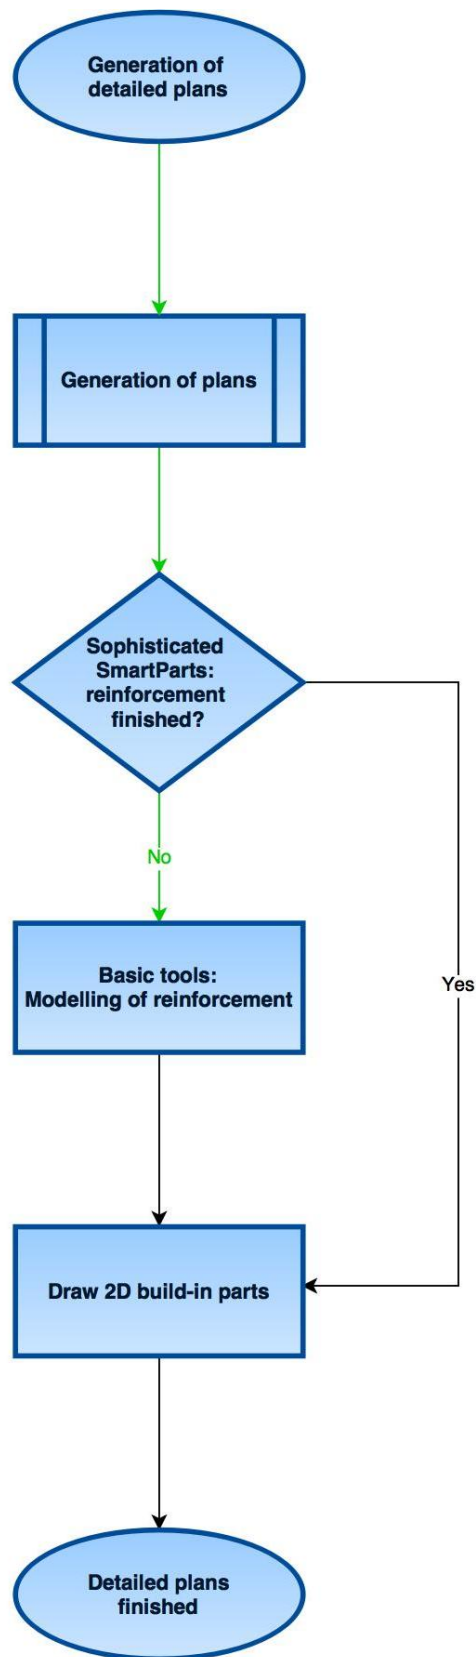 Generation of
detailed plans
Generation of plans
Sophisticated
SmartParts:
reinforcement
finished?
No
Basic tools:
Modelling of reinforcement
Yes
Draw 2D build-in parts
Detailed plans
finished